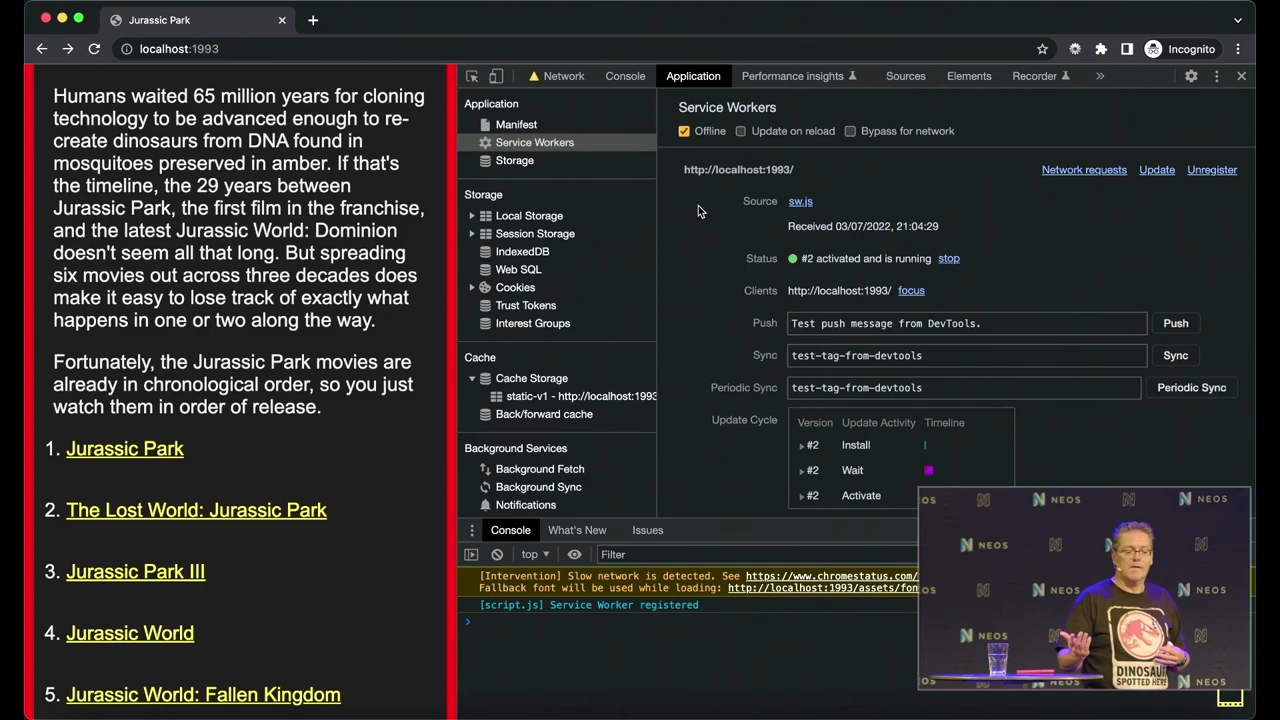 Jurassic Park
localhost:1993
Incognito
Humans waited 65 million years for cloning
technology to be advanced enough to re-
create dinosaurs from DNA found in
mosquitoes preserved in amber. If that's
the timeline, the 29 years between
Jurassic Park, the first film in the franchise,
and the latest Jurassic World: Dominion
doesn't seem all that long. But spreading
six movies out across three decades does
make it easy to lose track of exactly what
happens in one or two along the way.
Fortunately, the Jurassic Park movies are
already in chronological order, so you just
watch them in order of release.
1. Jurassic Park
2. The Lost World: Jurassic Park
3. Jurassic Park III
4. Jurassic World
5. Jurassic World: Fallen Kingdom
Network Console Application Performance insights Sources Elements Recorder
Application
Manifest
Service Workers
Storage
Storage
Local Storage
Session Storage
IndexedDB
Web SQL
Cookies
Trust Tokens
Interest Groups
Cache
Cache Storage
static-v1 - http://localhost:1993
Back/forward cache
Background Services
Background Fetch
Background Sync
Notifications
Service Workers
Offline Update on reload Bypass for network
http://localhost:1993/ Network requests Update Unregister
Source sw.js
Received 03/07/2022, 21:04:29
Status #2 activated and is running stop
Clients http://localhost:1993/ focus
Push Test push message from DevTools. Push
Sync test-tag-from-devtools Sync
Periodic Sync test-tag-from-devtools Periodic Sync
Update Cycle Version Update Activity Timeline
#2 Install
#2 Wait
#2 Activate
Console What's New Issues
top Filter
[Intervention] Slow network is detected. See https://www.chromestatus.com/
Fallback font will be used while loading: http://localhost:1993/assets/fon
[script.js] Service Worker registered
OS NEOS NEOS
NEOS
OS NEOS
NEOS
NEOS
DINOSAUR
SPOTTED HERE